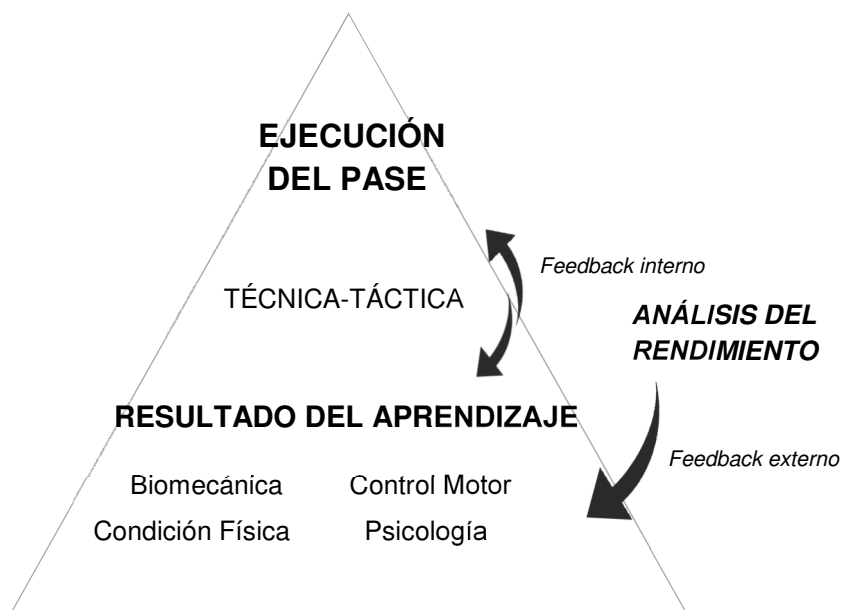 EJECUCIÓN
DEL PASE
Feedback interno
TÉCNICA-TÁCTICA
ANÁLISIS DEL
RENDIMIENTO
RESULTADO DEL APRENDIZAJE
Feedback externo
Biomecánica Control Motor
Condición Física Psicología